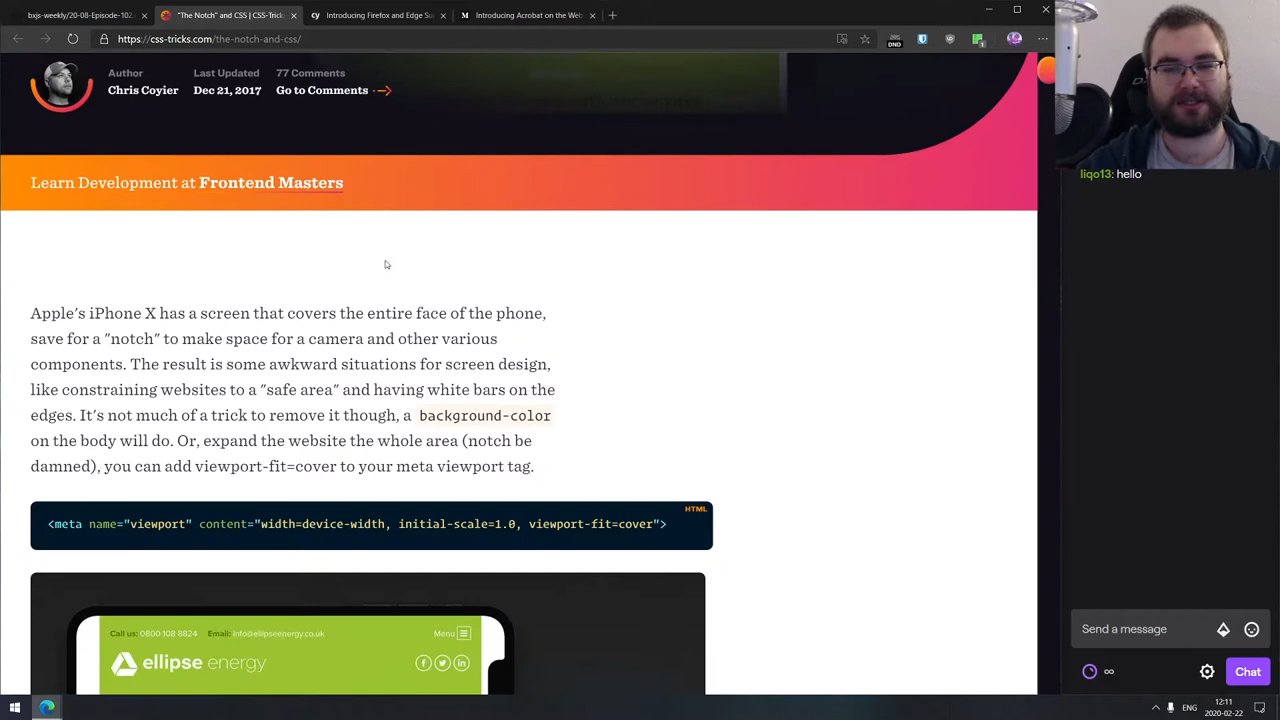 bxjs-weekly/20-08-Episode-102.
"The Notch" and CSS | CSS-Trick
cy Introducing Firefox and Edge Su
M Introducing Acrobat on the Web
https://css-tricks.com/the-notch-and-css/
DND
1
Author
Last Updated
77 Comments
Chris Coyier
Dec 21, 2017
Go to Comments
Learn Development at Frontend Masters
liqo13: hello
Apple's iPhone X has a screen that covers the entire face of the phone,
save for a "notch" to make space for a camera and other various
components. The result is some awkward situations for screen design,
like constraining websites to a "safe area" and having white bars on the
edges. It's not much of a trick to remove it though, a background-color
on the body will do. Or, expand the website the whole area (notch be
damned), you can add viewport-fit=cover to your meta viewport tag.
HTML
<meta name="viewport" content="width=device-width, initial-scale=1.0, viewport-fit=cover">
Call us: 0800 108 8824 Email: info@ellipseenergy.co.uk
Menu
ellipse energy
Send a message
∞
Chat
ENG
12:11
2020-02-22